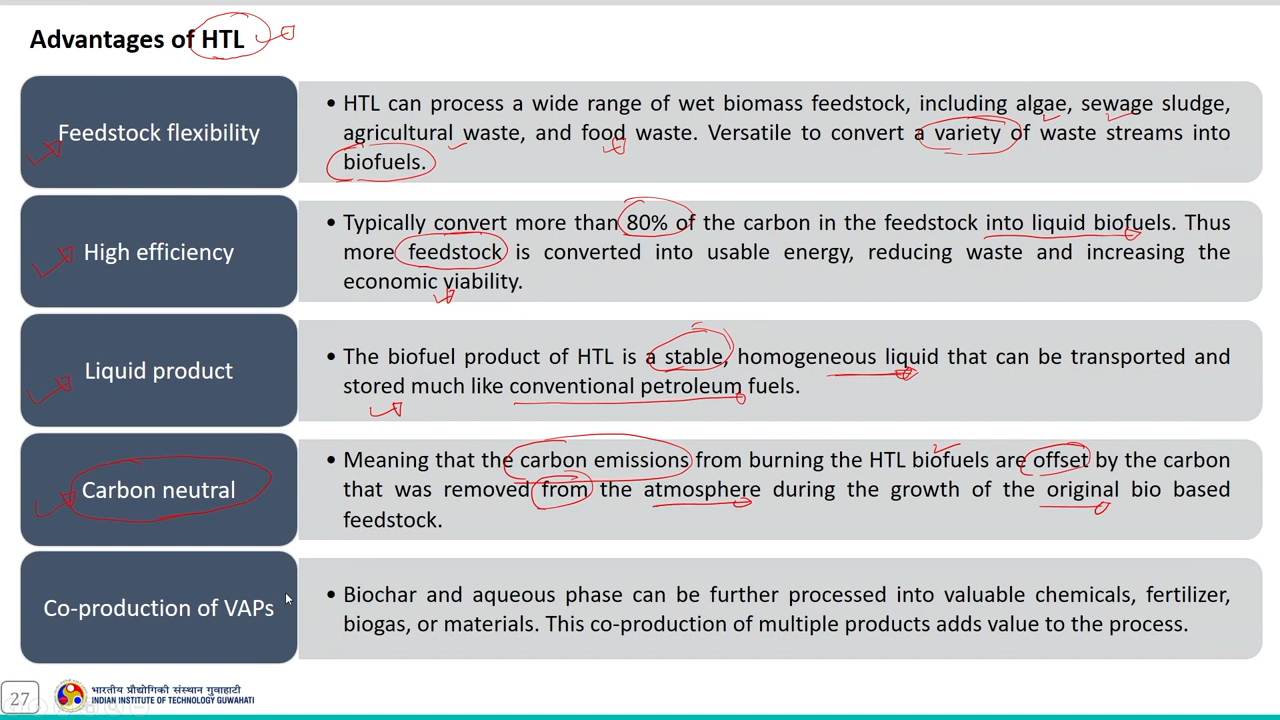 Advantages of HTL
Feedstock flexibility
• HTL can process a wide range of wet biomass feedstock, including algae, sewage sludge,
agricultural waste, and food waste. Versatile to convert a variety of waste streams into
biofuels.
High efficiency
• Typically convert more than 80% of the carbon in the feedstock into liquid biofuels. Thus
more feedstock is converted into usable energy, reducing waste and increasing the
economic viability.
Liquid product
• The biofuel product of HTL is a stable, homogeneous liquid that can be transported and
stored much like conventional petroleum fuels.
Carbon neutral
• Meaning that the carbon emissions from burning the HTL biofuels are offset by the carbon
that was removed from the atmosphere during the growth of the original bio based
feedstock.
Co-production of VAPs
• Biochar and aqueous phase can be further processed into valuable chemicals, fertilizer,
biogas, or materials. This co-production of multiple products adds value to the process.
27
भारतीय प्रौद्योगिकी संस्थान गुवाहाटी
INDIAN INSTITUTE OF TECHNOLOGY GUWAHATI